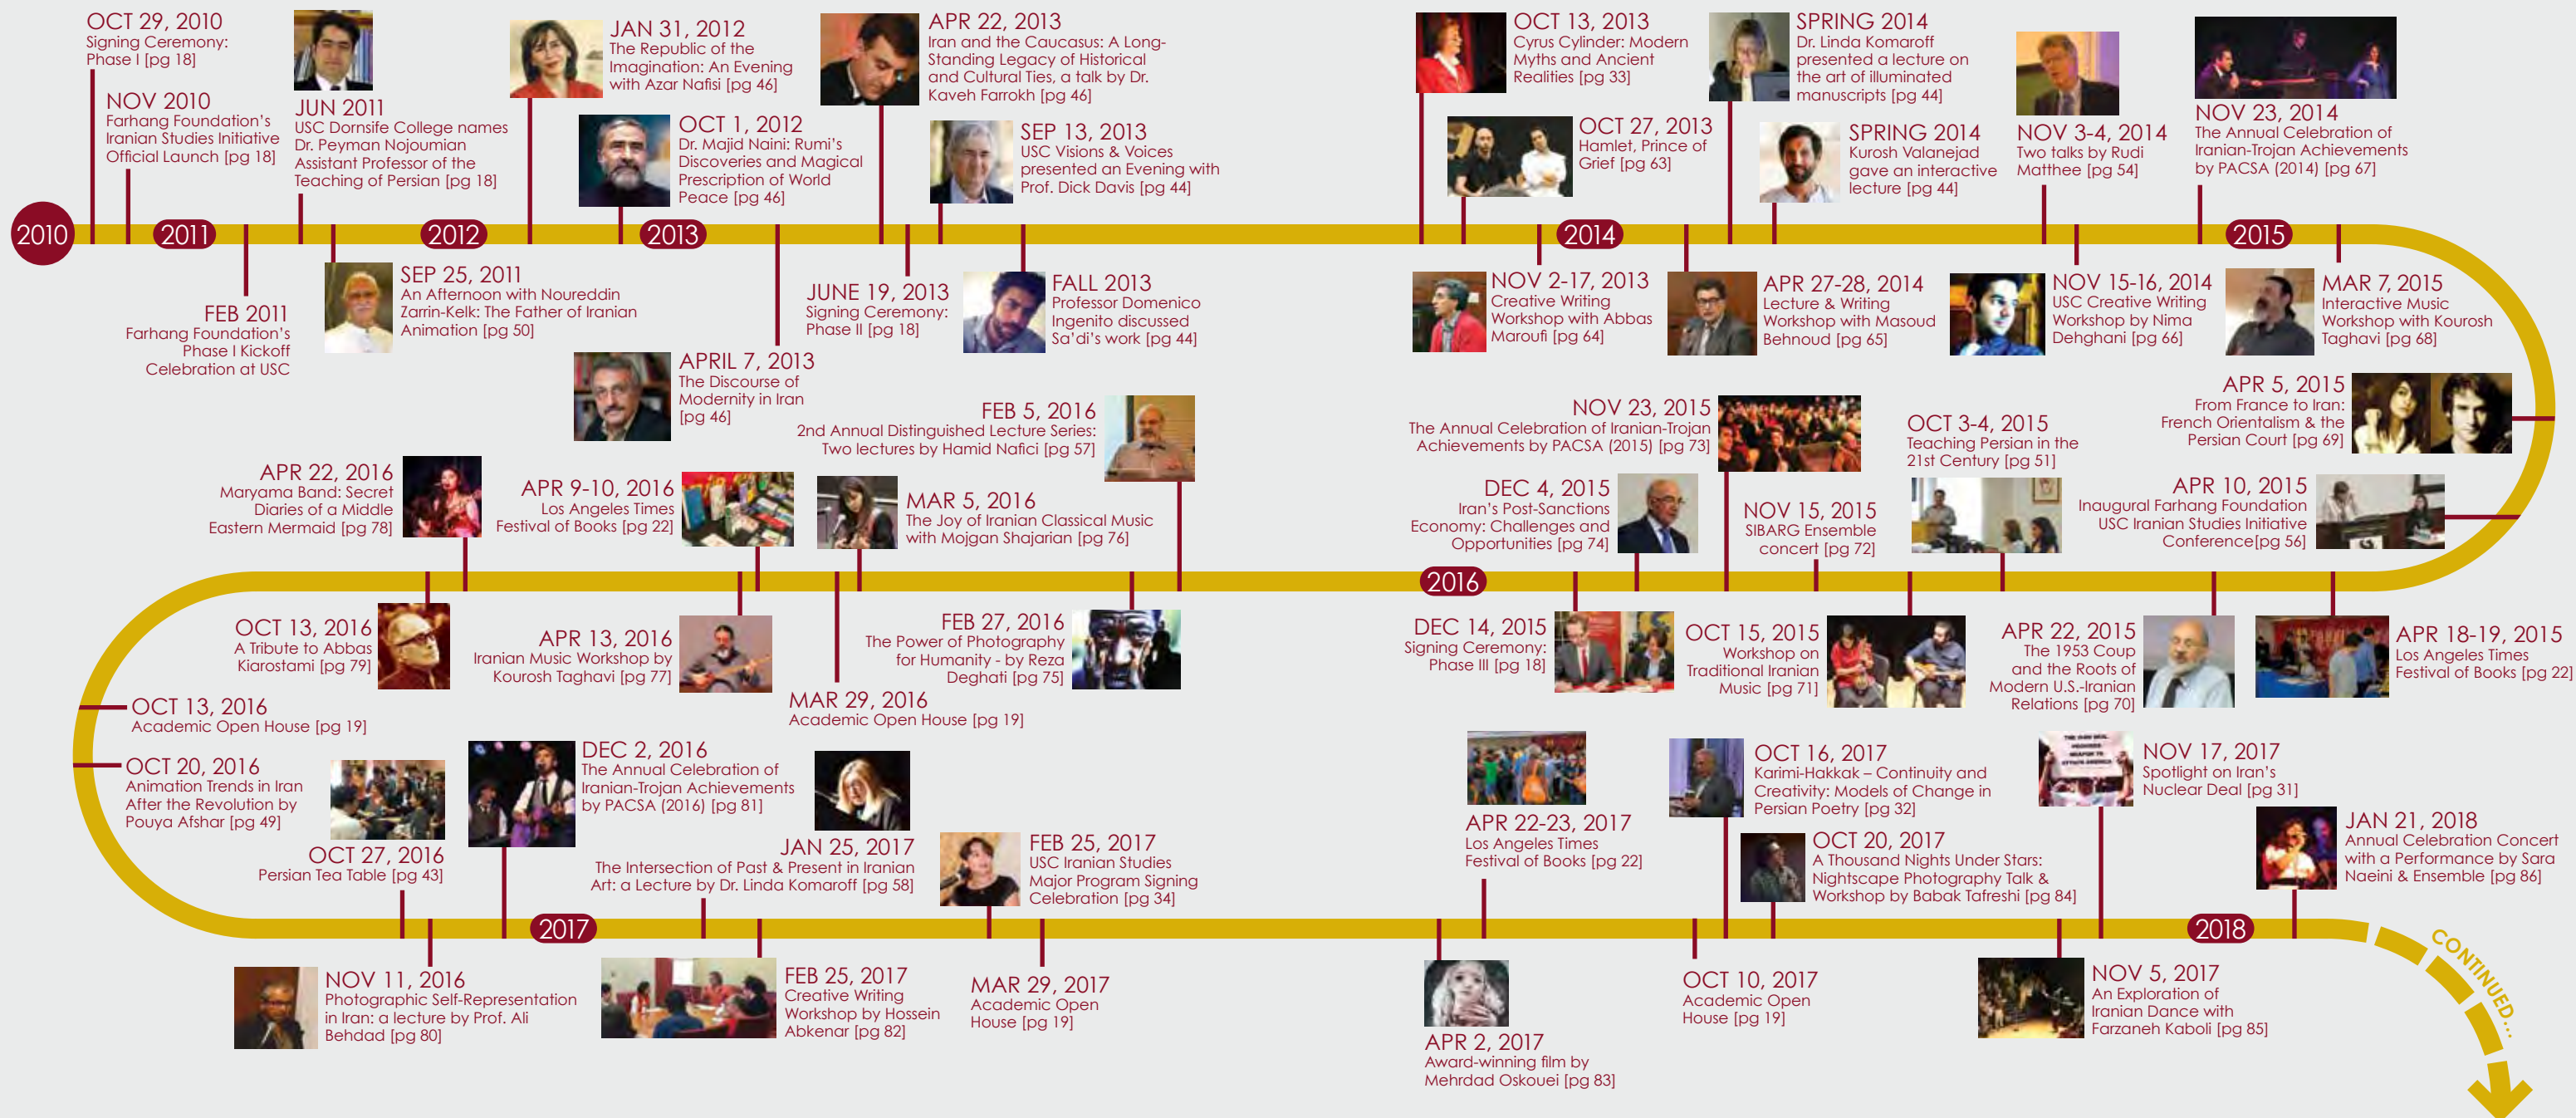 OCT 29, 2010
Signing Ceremony:
Phase I [pg 18]
NOV 2010
Farhang Foundation's
Iranian Studies Initiative
Official Launch [pg 18]
JUN 2011
USC Dornsife College names
Dr. Peyman Nojoumian
Assistant Professor of the
Teaching of Persian [pg 18]
JAN 31, 2012
The Republic of the
Imagination: An Evening
with Azar Nafisi [pg 46]
OCT 1, 2012
Dr. Majid Naini: Rumi's
Discoveries and Magical
Prescription of World
Peace [pg 46]
APR 22, 2013
Iran and the Caucasus: A Long-
Standing Legacy of Historical
and Cultural Ties, a talk by Dr.
Kaveh Farrokh [pg 46]
SEP 13, 2013
USC Visions & Voices
presented an Evening with
Prof. Dick Davis [pg 44]
OCT 13, 2013
Cyrus Cylinder: Modern
Myths and Ancient
Realities [pg 33]
OCT 27, 2013
Hamlet, Prince of
Grief [pg 63]
SPRING 2014
Dr. Linda Komaroff
presented a lecture on
the art of illuminated
manuscripts [pg 44]
SPRING 2014
Kurosh Valanejad
gave an interactive
lecture [pg 44]
NOV 3-4, 2014
Two talks by Rudi
Matthee [pg 54]
NOV 23, 2014
The Annual Celebration of
Iranian-Trojan Achievements
by PACSA (2014) [pg 67]
2010
2011
2012
2013
2014
2015
FEB 2011
Farhang Foundation's
Phase I Kickoff
Celebration at USC
SEP 25, 2011
An Afternoon with Noureddin
Zarrin-Kelk: The Father of Iranian
Animation [pg 50]
APRIL 7, 2013
The Discourse of
Modernity in Iran
[pg 46]
JUNE 19, 2013
Signing Ceremony:
Phase II [pg 18]
FALL 2013
Professor Domenico
Ingenito discussed
Sa'di's work [pg 44]
NOV 2-17, 2013
Creative Writing
Workshop with Abbas
Maroufi [pg 64]
APR 27-28, 2014
Lecture & Writing
Workshop with Masoud
Behnoud [pg 65]
NOV 15-16, 2014
USC Creative Writing
Workshop by Nima
Dehghani [pg 66]
MAR 7, 2015
Interactive Music
Workshop with Kourosh
Taghavi [pg 68]
APR 5, 2015
From France to Iran:
French Orientalism & the
Persian Court [pg 69]
APR 10, 2015
Inaugural Farhang Foundation
USC Iranian Studies Initiative
Conference[pg 56]
OCT 3-4, 2015
Teaching Persian in the
21st Century [pg 51]
NOV 15, 2015
SIBARG Ensemble
concert [pg 72]
NOV 23, 2015
The Annual Celebration of Iranian-Trojan
Achievements by PACSA (2015) [pg 73]
DEC 4, 2015
Iran's Post-Sanctions
Economy: Challenges and
Opportunities [pg 74]
FEB 5, 2016
2nd Annual Distinguished Lecture Series:
Two lectures by Hamid Nafici [pg 57]
MAR 5, 2016
The Joy of Iranian Classical Music
with Mojgan Shajarian [pg 76]
APR 9-10, 2016
Los Angeles Times
Festival of Books [pg 22]
APR 22, 2016
Maryama Band: Secret
Diaries of a Middle
Eastern Mermaid [pg 78]
2016
APR 18-19, 2015
Los Angeles Times
Festival of Books [pg 22]
APR 22, 2015
The 1953 Coup
and the Roots of
Modern U.S.-Iranian
Relations [pg 70]
OCT 15, 2015
Workshop on
Traditional Iranian
Music [pg 71]
DEC 14, 2015
Signing Ceremony:
Phase III [pg 18]
FEB 27, 2016
The Power of Photography
for Humanity - by Reza
Deghati [pg 75]
MAR 29, 2016
Academic Open House [pg 19]
APR 13, 2016
Iranian Music Workshop by
Kourosh Taghavi [pg 77]
OCT 13, 2016
A Tribute to Abbas
Kiarostami [pg 79]
OCT 13, 2016
Academic Open House [pg 19]
OCT 20, 2016
Animation Trends in Iran
After the Revolution by
Pouya Afshar [pg 49]
OCT 27, 2016
Persian Tea Table [pg 43]
DEC 2, 2016
The Annual Celebration of
Iranian-Trojan Achievements
by PACSA (2016) [pg 81]
JAN 25, 2017
The Intersection of Past & Present in Iranian
Art: a Lecture by Dr. Linda Komaroff [pg 58]
FEB 25, 2017
USC Iranian Studies
Major Program Signing
Celebration [pg 34]
APR 22-23, 2017
Los Angeles Times
Festival of Books [pg 22]
OCT 16, 2017
Karimi-Hakkak – Continuity and
Creativity: Models of Change in
Persian Poetry [pg 32]
OCT 20, 2017
A Thousand Nights Under Stars:
Nightscape Photography Talk &
Workshop by Babak Tafreshi [pg 84]
NOV 17, 2017
Spotlight on Iran's
Nuclear Deal [pg 31]
JAN 21, 2018
Annual Celebration Concert
with a Performance by Sara
Naeini & Ensemble [pg 86]
2017
2018
NOV 11, 2016
Photographic Self-Representation
in Iran: a lecture by Prof. Ali
Behdad [pg 80]
FEB 25, 2017
Creative Writing
Workshop by Hossein
Abkenar [pg 82]
MAR 29, 2017
Academic Open
House [pg 19]
APR 2, 2017
Award-winning film by
Mehrdad Oskouei [pg 83]
OCT 10, 2017
Academic Open
House [pg 19]
NOV 5, 2017
An Exploration of
Iranian Dance with
Farzaneh Kaboli [pg 85]
CONTINUED...